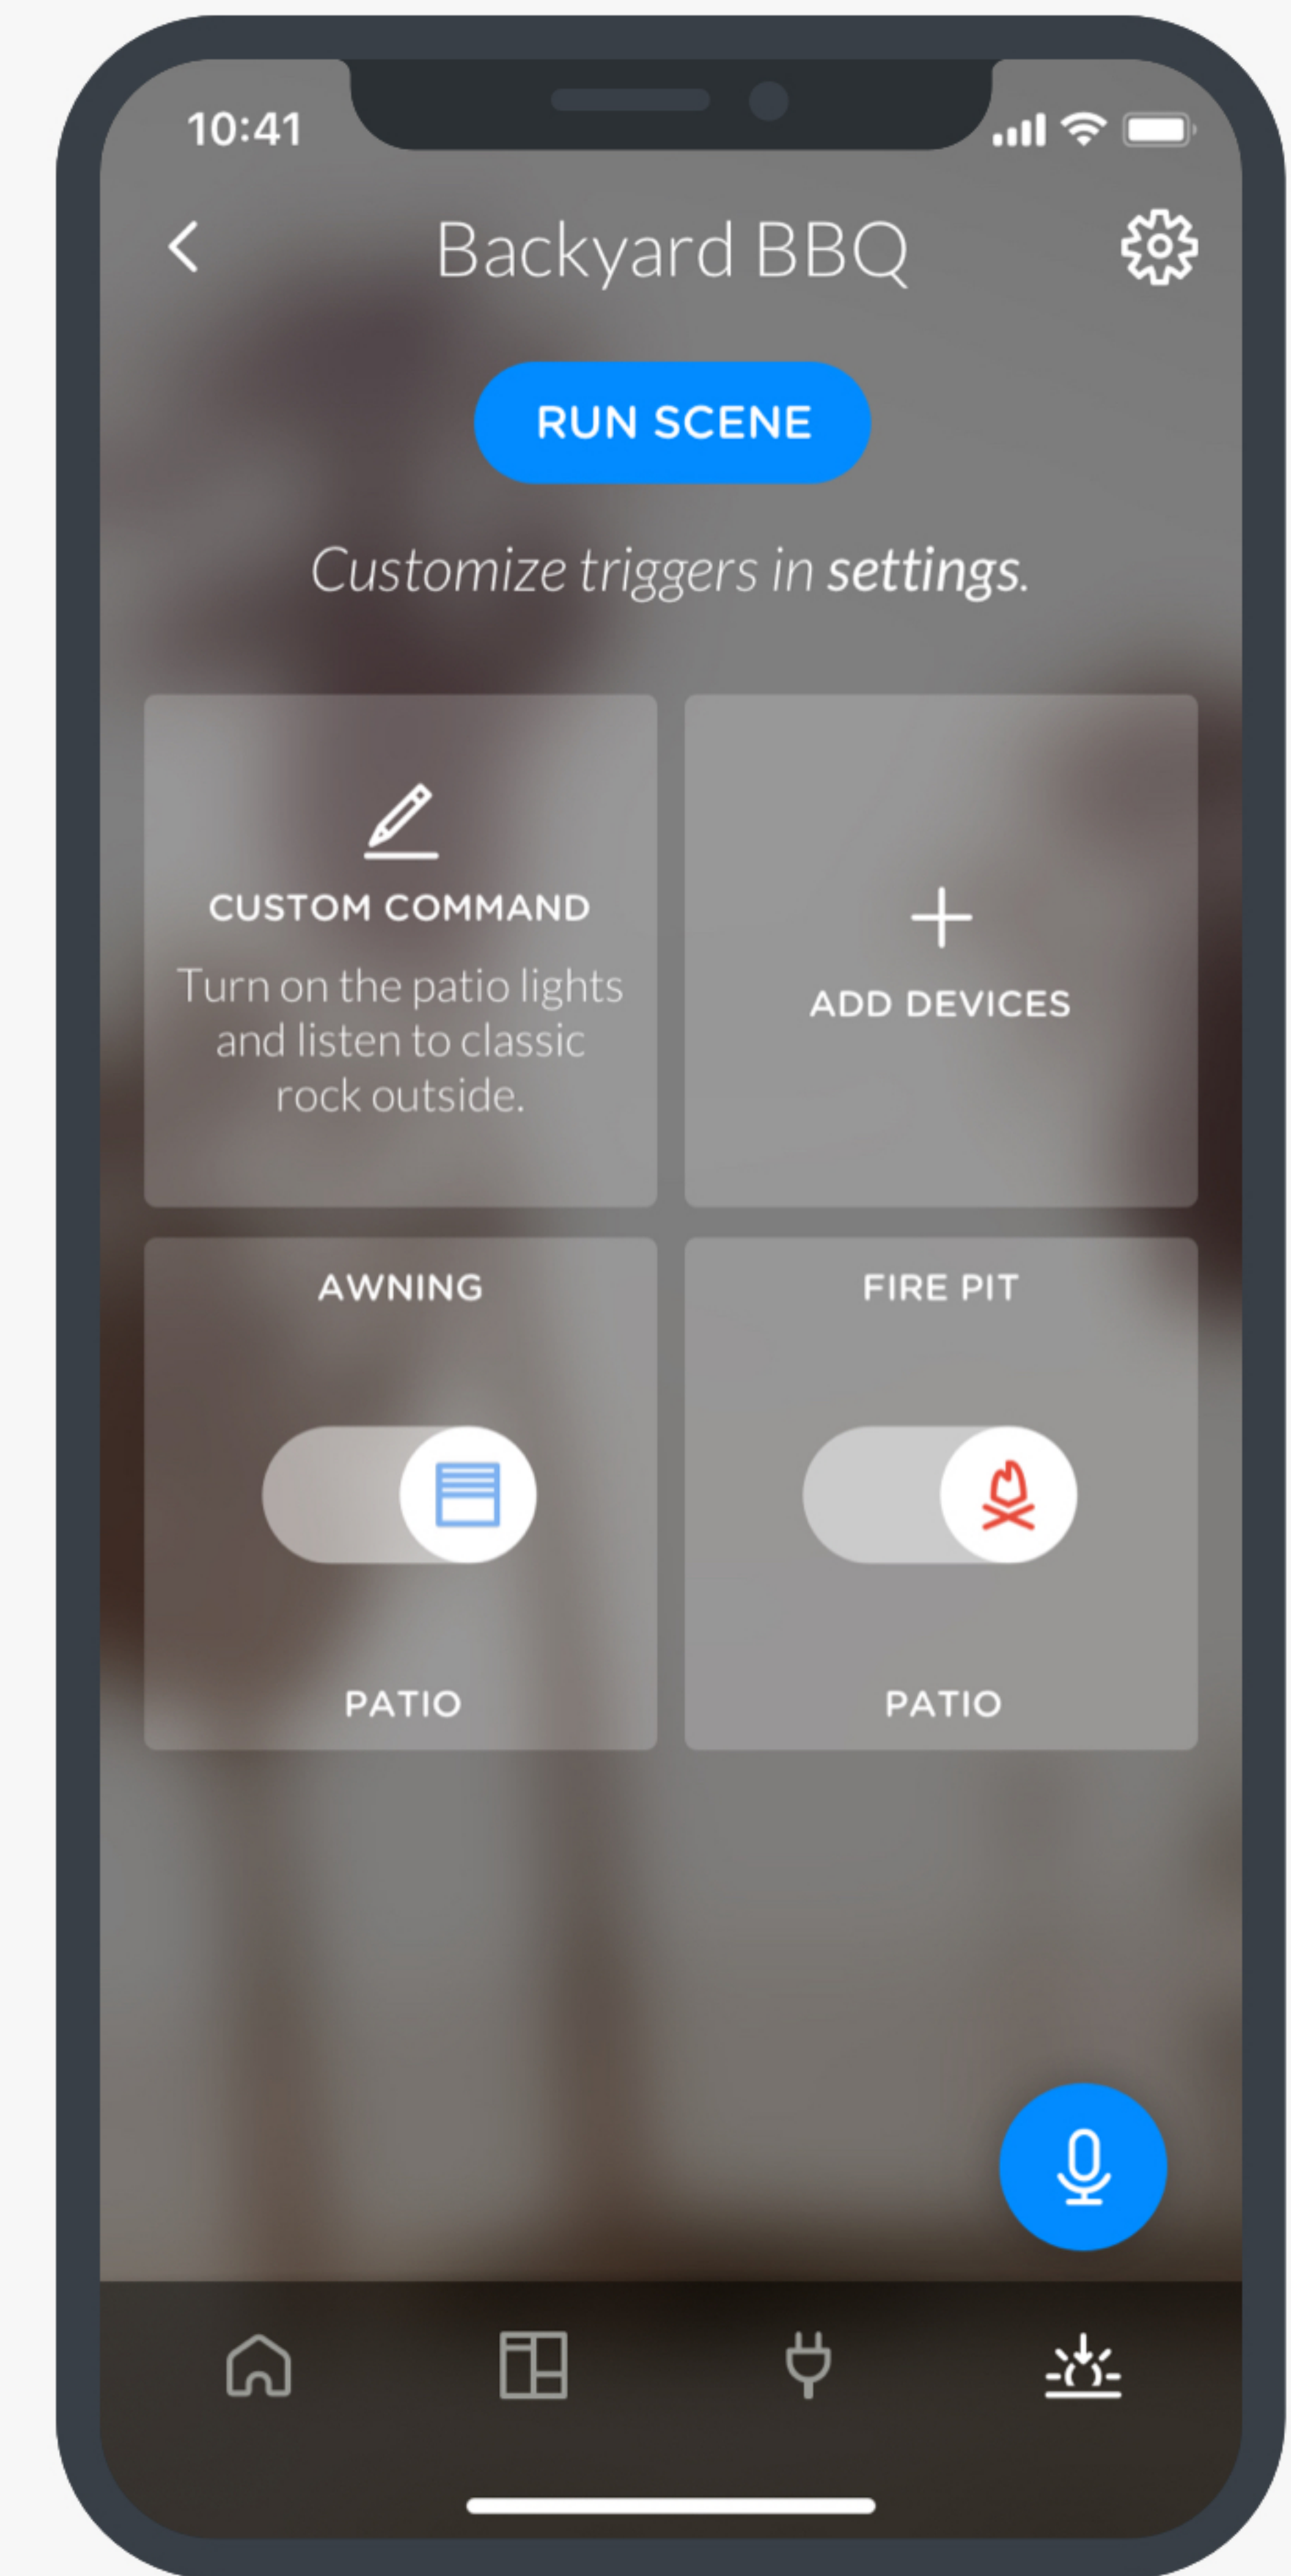 10:41
Backyard BBQ
RUN SCENE
Customize triggers in settings.
CUSTOM COMMAND
Turn on the patio lights
and listen to classic
rock outside.
ADD DEVICES
AWNING
PATIO
FIRE PIT
PATIO